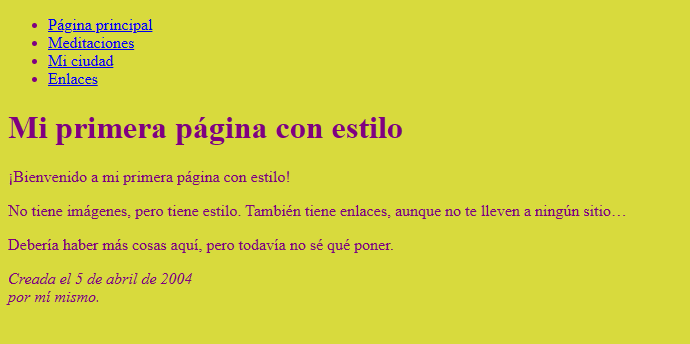 Página principal
Meditaciones
Mi ciudad
Enlaces
Mi primera página con estilo
¡Bienvenido a mi primera página con estilo!
No tiene imágenes, pero tiene estilo. También tiene enlaces, aunque no te lleven a ningún sitio…
Debería haber más cosas aquí, pero todavía no sé qué poner.
Creada el 5 de abril de 2004
por mí mismo.